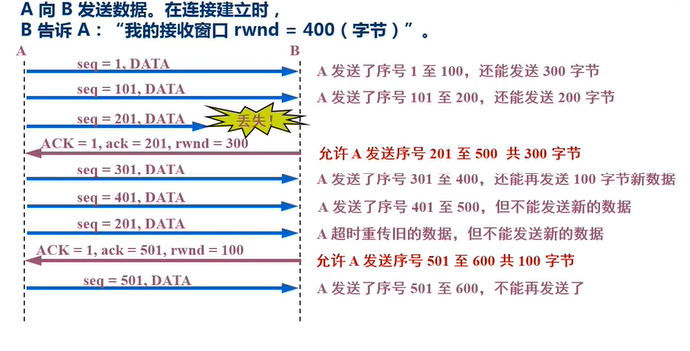 A 向 B 发送数据。在连接建立时，
B 告诉 A：“我的接收窗口 rwnd = 400（字节）”。
A B
seq = 1, DATA A 发送了序号 1 至 100，还能发送 300 字节
seq = 101, DATA A 发送了序号 101 至 200，还能发送 200 字节
seq = 201, DATA 丢失！
ACK = 1, ack = 201, rwnd = 300 允许 A 发送序号 201 至 500 共 300 字节
seq = 301, DATA A 发送了序号 301 至 400，还能再发送 100 字节新数据
seq = 401, DATA A 发送了序号 401 至 500，但不能发送新的数据
seq = 201, DATA A 超时重传旧的数据，但不能发送新的数据
ACK = 1, ack = 501, rwnd = 100 允许 A 发送序号 501 至 600 共 100 字节
seq = 501, DATA A 发送了序号 501 至 600，不能再发送了